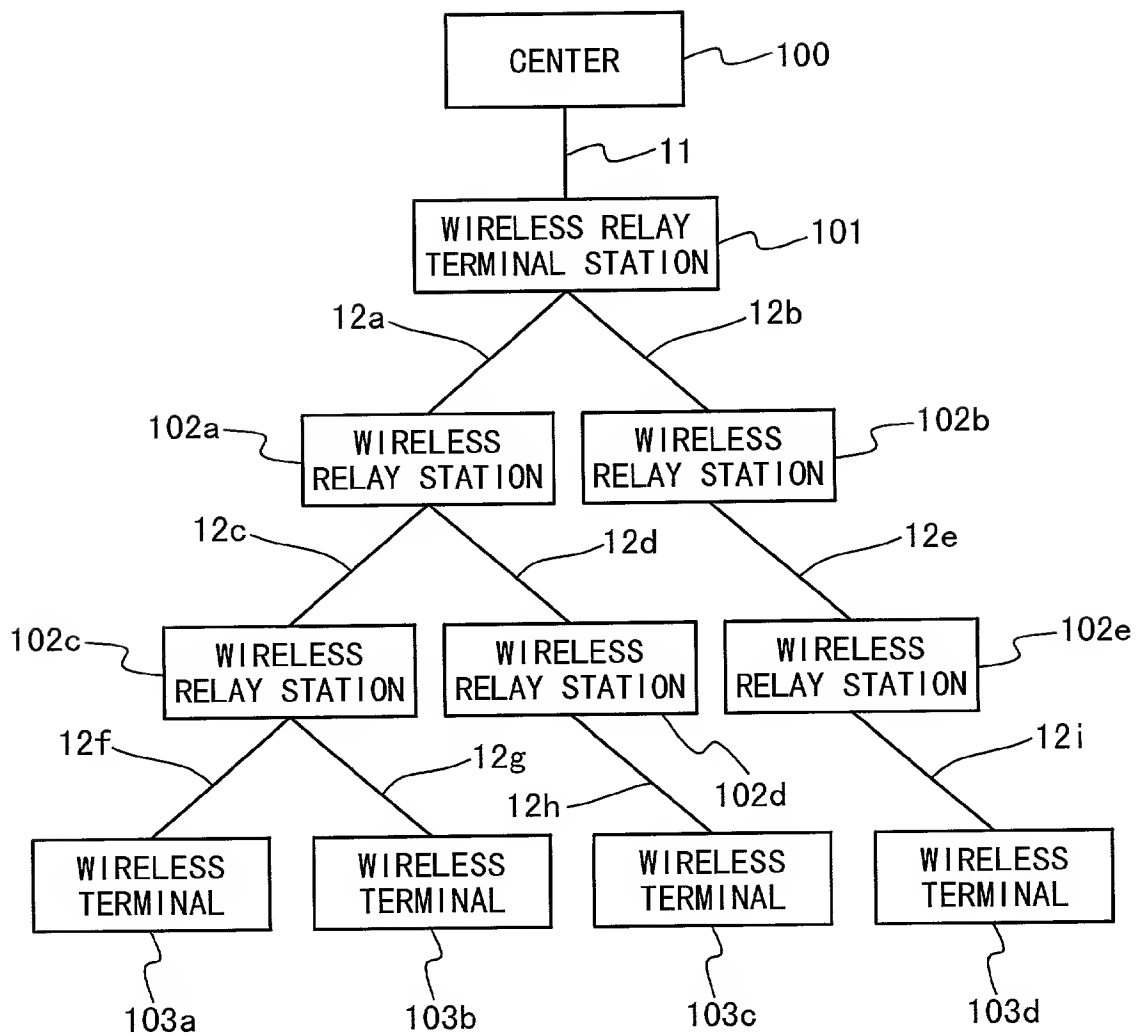 CENTER
100
11
WIRELESS RELAY
TERMINAL STATION
101
12a
12b
102a
WIRELESS
RELAY STATION
WIRELESS
RELAY STATION
102b
12c
12d
12e
102c
WIRELESS
RELAY STATION
WIRELESS
RELAY STATION
WIRELESS
RELAY STATION
102e
12f
12g
12h
102d
12i
WIRELESS
TERMINAL
WIRELESS
TERMINAL
WIRELESS
TERMINAL
WIRELESS
TERMINAL
103a
103b
103c
103d